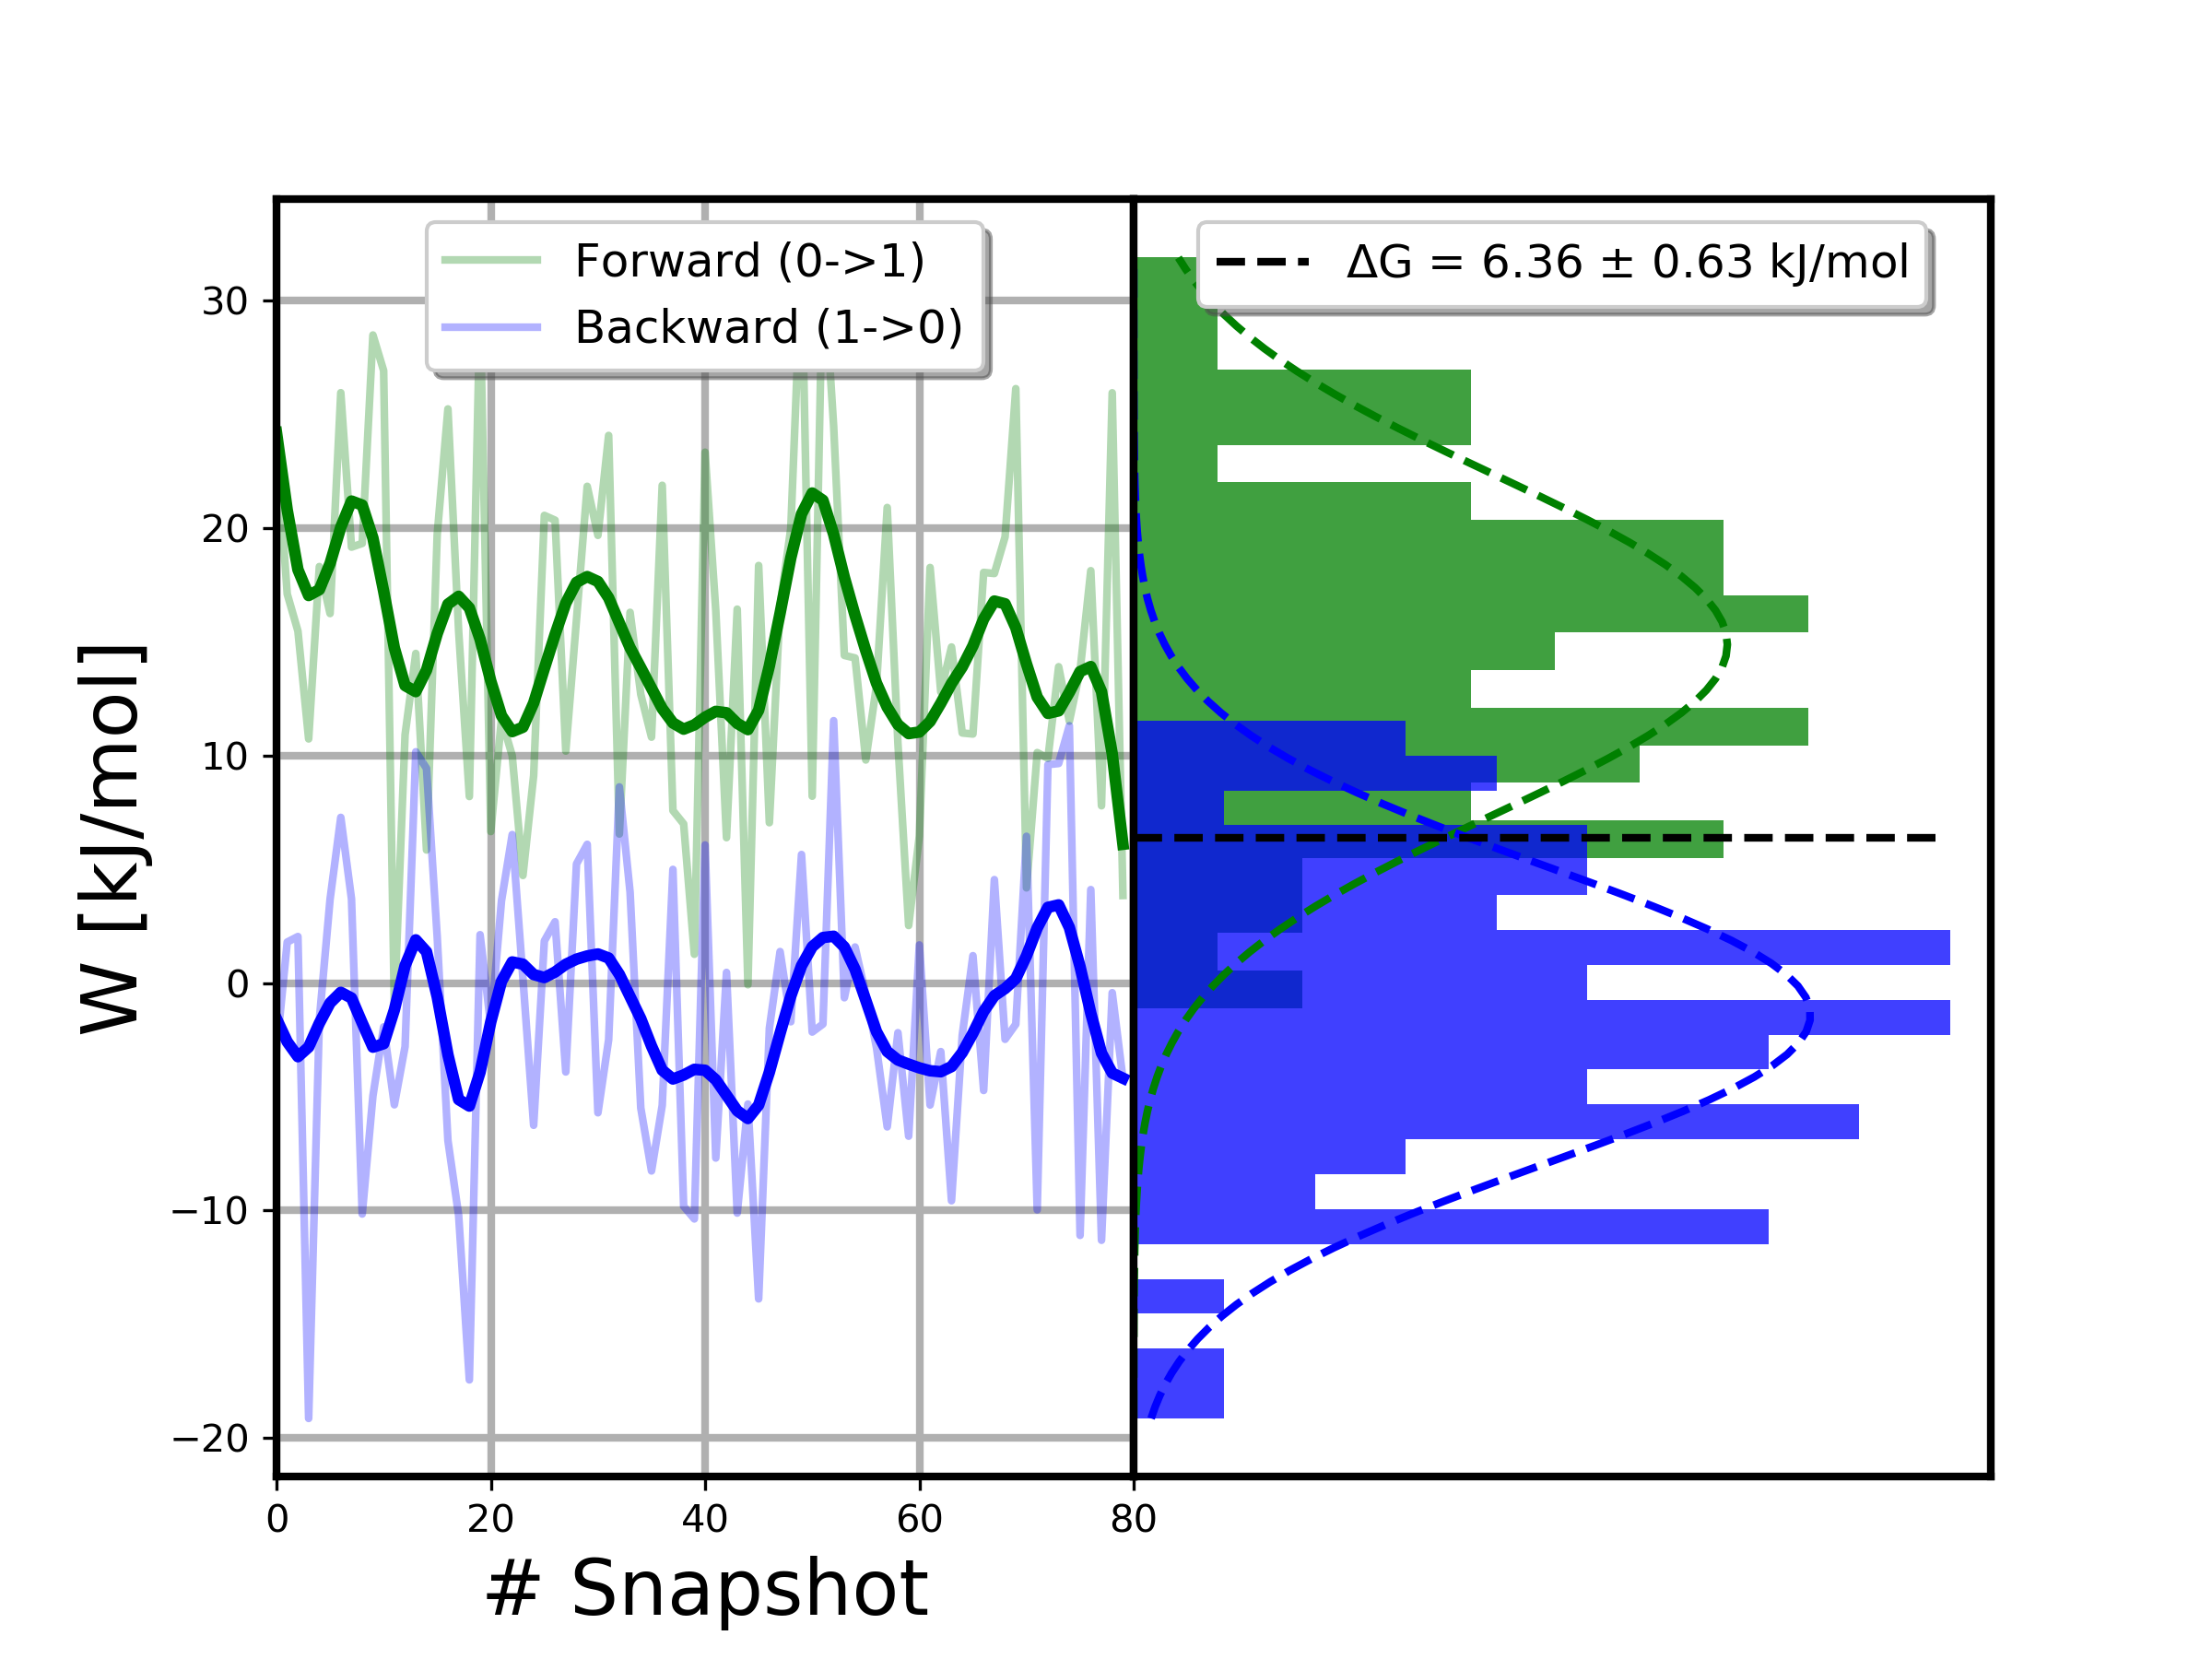 Forward (0->1)
Backward (1->0)
ΔG = 6.36 ± 0.63 kJ/mol
W [kJ/mol]
30
20
10
0
−10
−20
0
20
40
60
80
# Snapshot